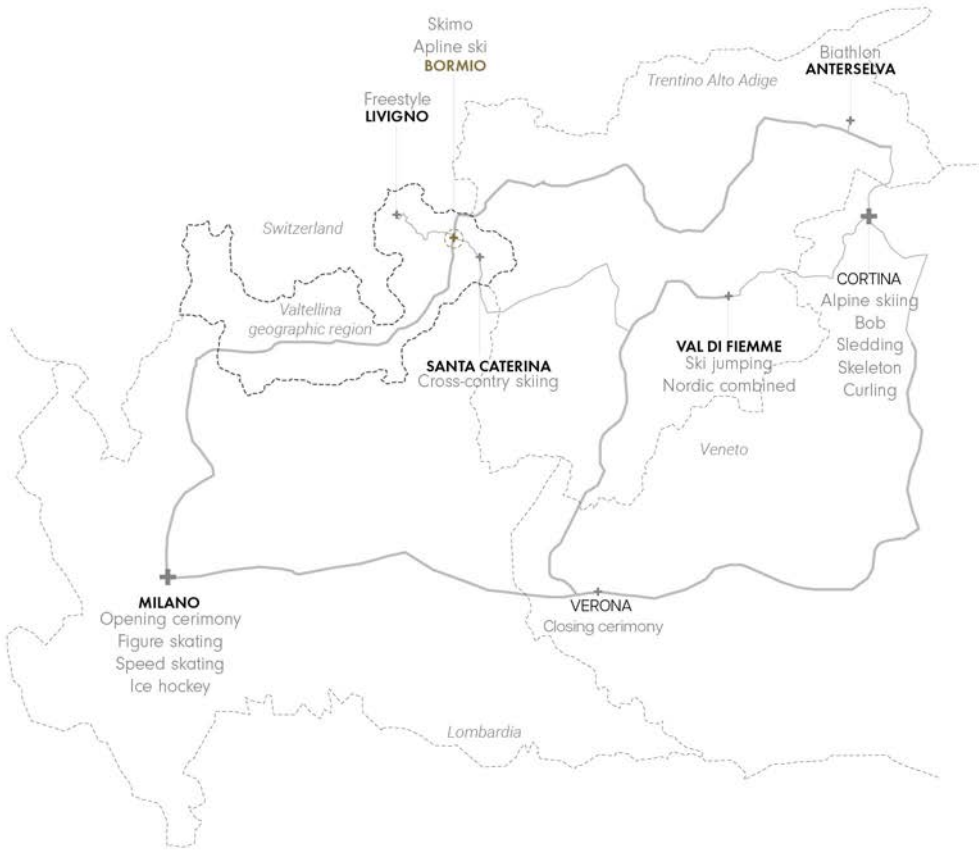 Skimo
Apline ski
BORMIO
Biathlon
ANTERSELVA
Trentino Alto Adige
Freestyle
LIVIGNO
Switzerland
Valtellina
geographic region
CORTINA
Alpine skiing
Bob
Sledding
Skeleton
Curling
SANTA CATERINA
Cross-contry skiing
VAL DI FIEMME
Ski jumping
Nordic combined
Veneto
MILANO
Opening cerimony
Figure skating
Speed skating
Ice hockey
VERONA
Closing cerimony
Lombardia